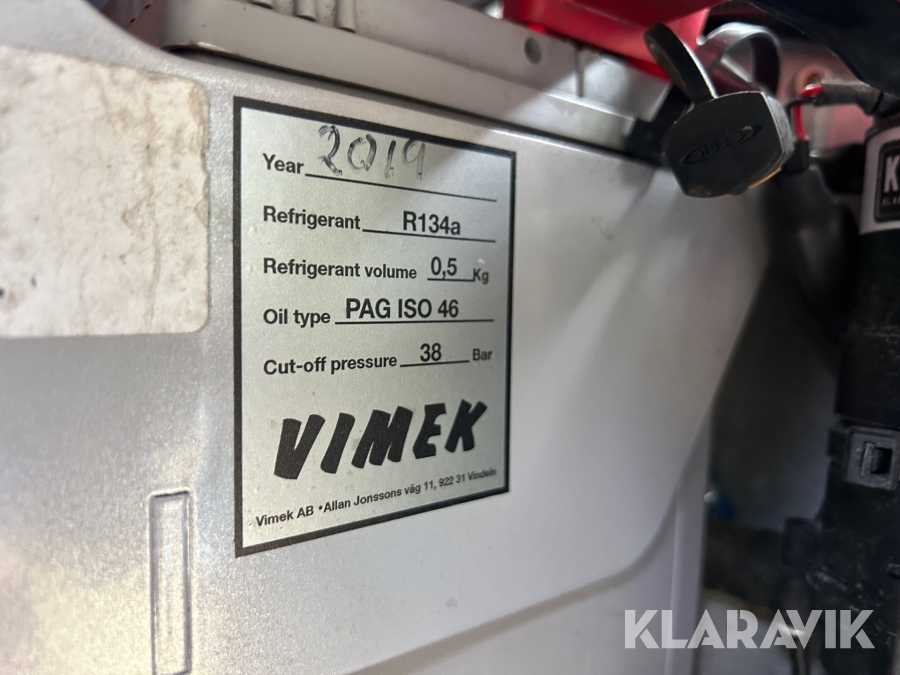 Year 2019
Refrigerant R134a
Refrigerant volume 0,5 Kg
Oil type PAG ISO 46
Cut-off pressure 38 Bar
VIMEK
Vimek AB • Allan Jonssons väg 11, 922 31 Vindeln
K
KLARAVIK